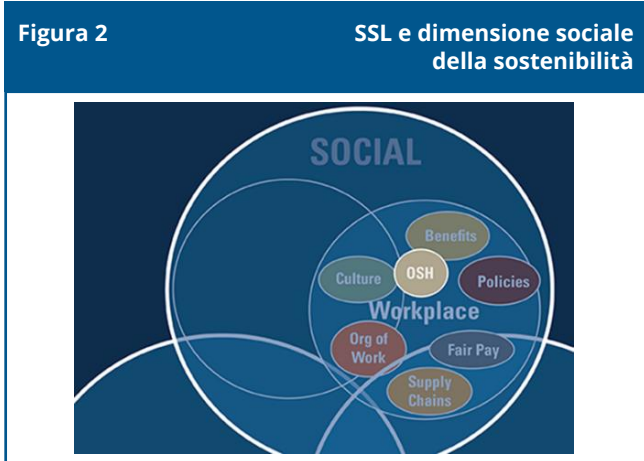 Figura 2
SSL e dimensione sociale
della sostenibilità
SOCIAL
Benefits
OSH
Culture
Policies
Workplace
Org of
Work
Fair Pay
Supply
Chains